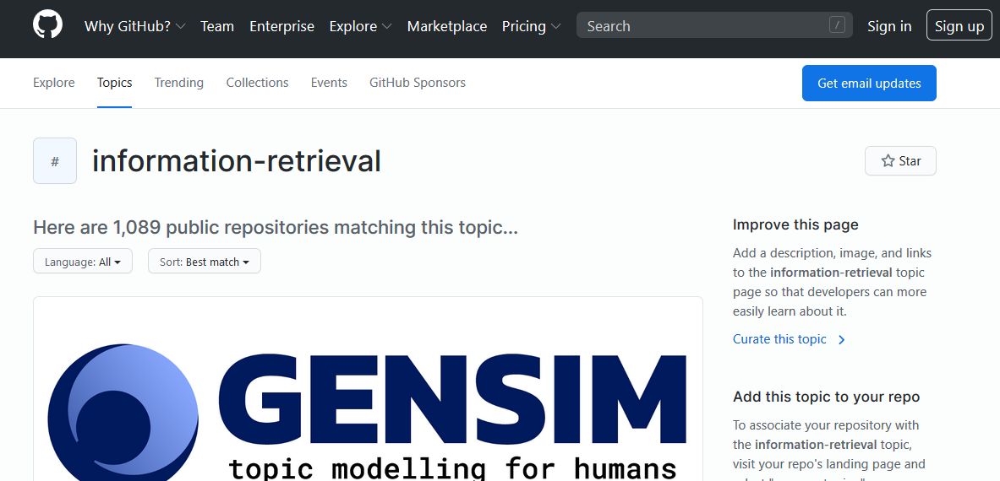 Why GitHub? Team Enterprise Explore Marketplace Pricing Search / Sign in Sign up
Explore Topics Trending Collections Events GitHub Sponsors Get email updates
# information-retrieval Star
Here are 1,089 public repositories matching this topic...
Language: All Sort: Best match
GENSIM
topic modelling for humans
Improve this page
Add a description, image, and links
to the information-retrieval topic
page so that developers can more
easily learn about it.
Curate this topic
Add this topic to your repo
To associate your repository with
the information-retrieval topic,
visit your repo's landing page and